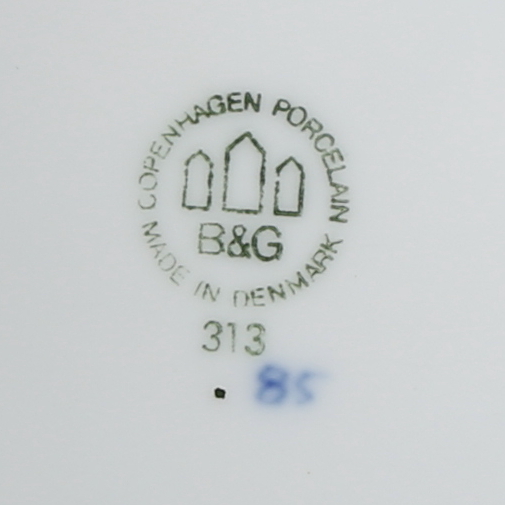 COPENHAGEN PORCELAIN
B&G
MADE IN DENMARK
313
85